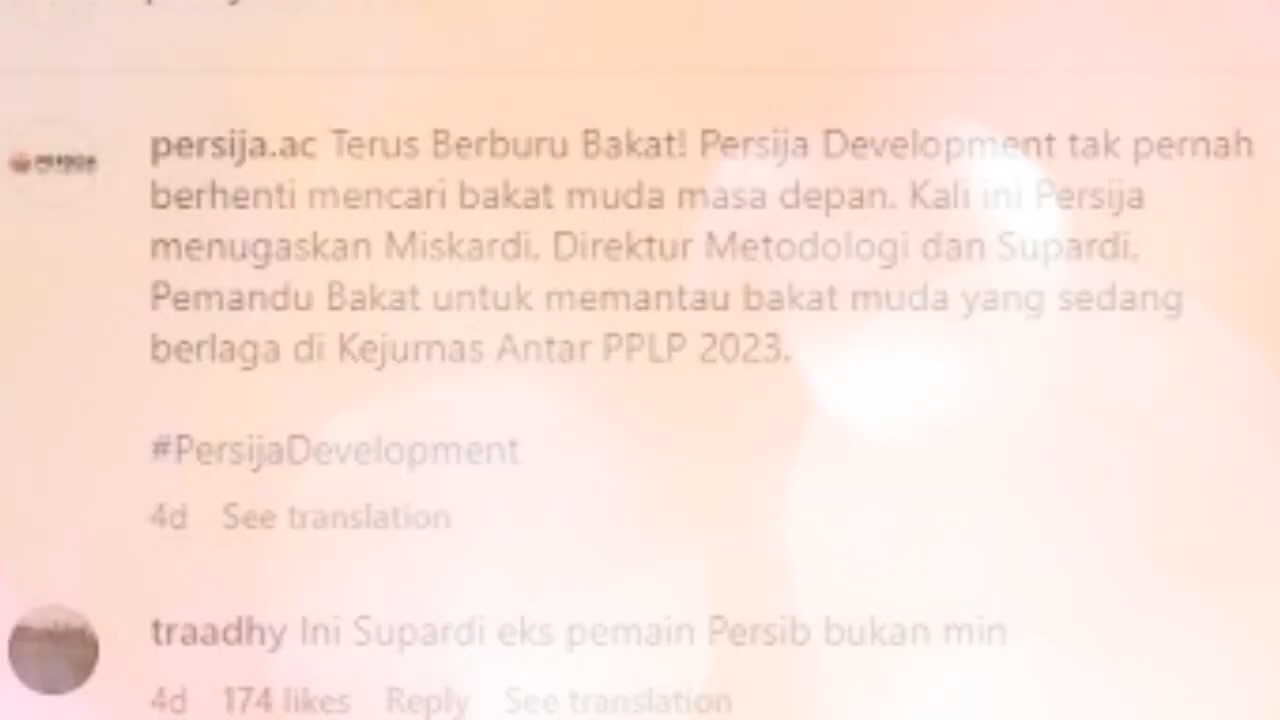 persija.ac Terus Berburu Bakat! Persija Development tak pernah
berhenti mencari bakat muda masa depan. Kali ini Persija
menugaskan Miskardi, Direktur Metodologi dan Supardi,
Pemandu Bakat untuk memantau bakat muda yang sedang
berlaga di Kejurnas Antar PPLP 2023.
#PersijaDevelopment
4d See translation
traadhy Ini Supardi eks pemain Persib bukan min
4d 174 likes Reply See translation